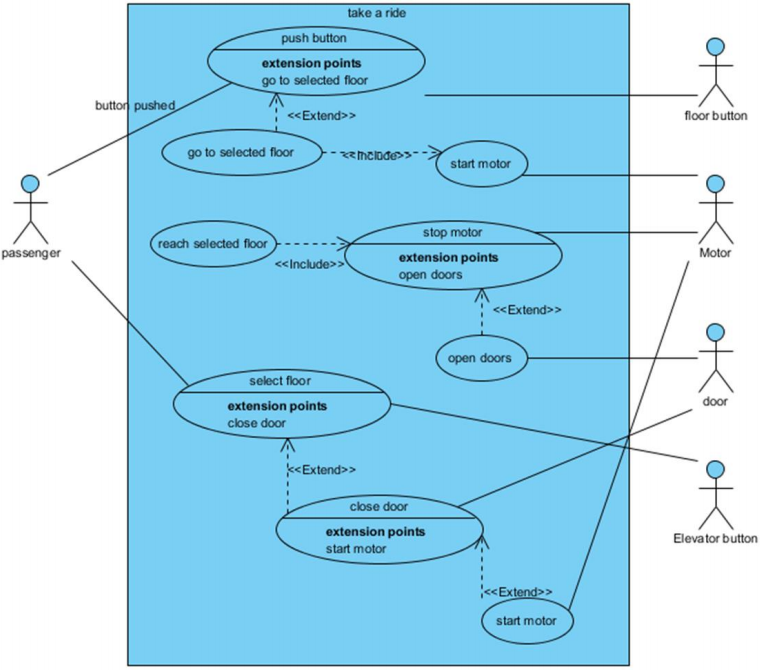 take a ride
push button
extension points
go to selected floor
button pushed
floor button
<<Extend>>
go to selected floor
<<Include>>
start motor
passenger
reach selected floor
stop motor
extension points
open doors
Motor
<<Include>>
<<Extend>>
open doors
door
select floor
extension points
close door
<<Extend>>
close door
extension points
start motor
Elevator button
<<Extend>>
start motor